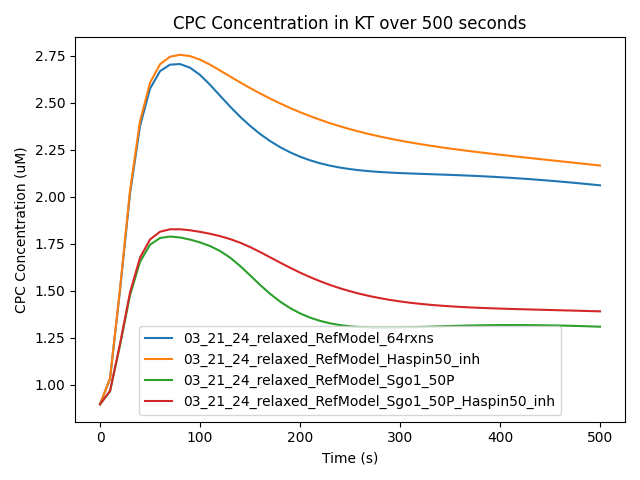 CPC Concentration in KT over 500 seconds
CPC Concentration (uM)
2.75
2.50
2.25
2.00
1.75
1.50
1.25
1.00
03_21_24_relaxed_RefModel_64rxns
03_21_24_relaxed_RefModel_Haspin50_inh
03_21_24_relaxed_RefModel_Sgo1_50P
03_21_24_relaxed_RefModel_Sgo1_50P_Haspin50_inh
0 100 200 300 400 500
Time (s)